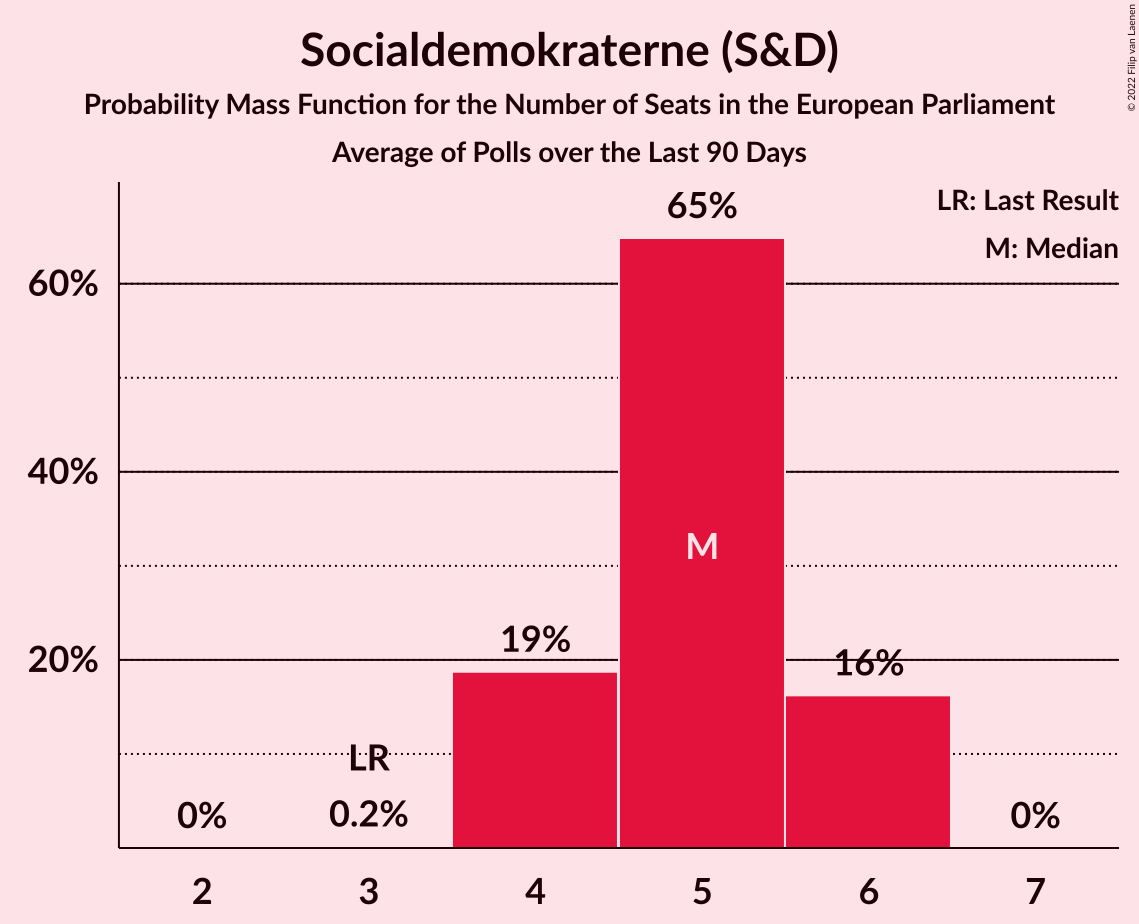 Socialdemokraterne (S&D)
Probability Mass Function for the Number of Seats in the European Parliament
Average of Polls over the Last 90 Days
© 2022 Filip van Laenen
LR: Last Result
M: Median
65%
60%
40%
M
19%
20%
16%
LR
0%
0.2%
0%
2 3 4 5 6 7